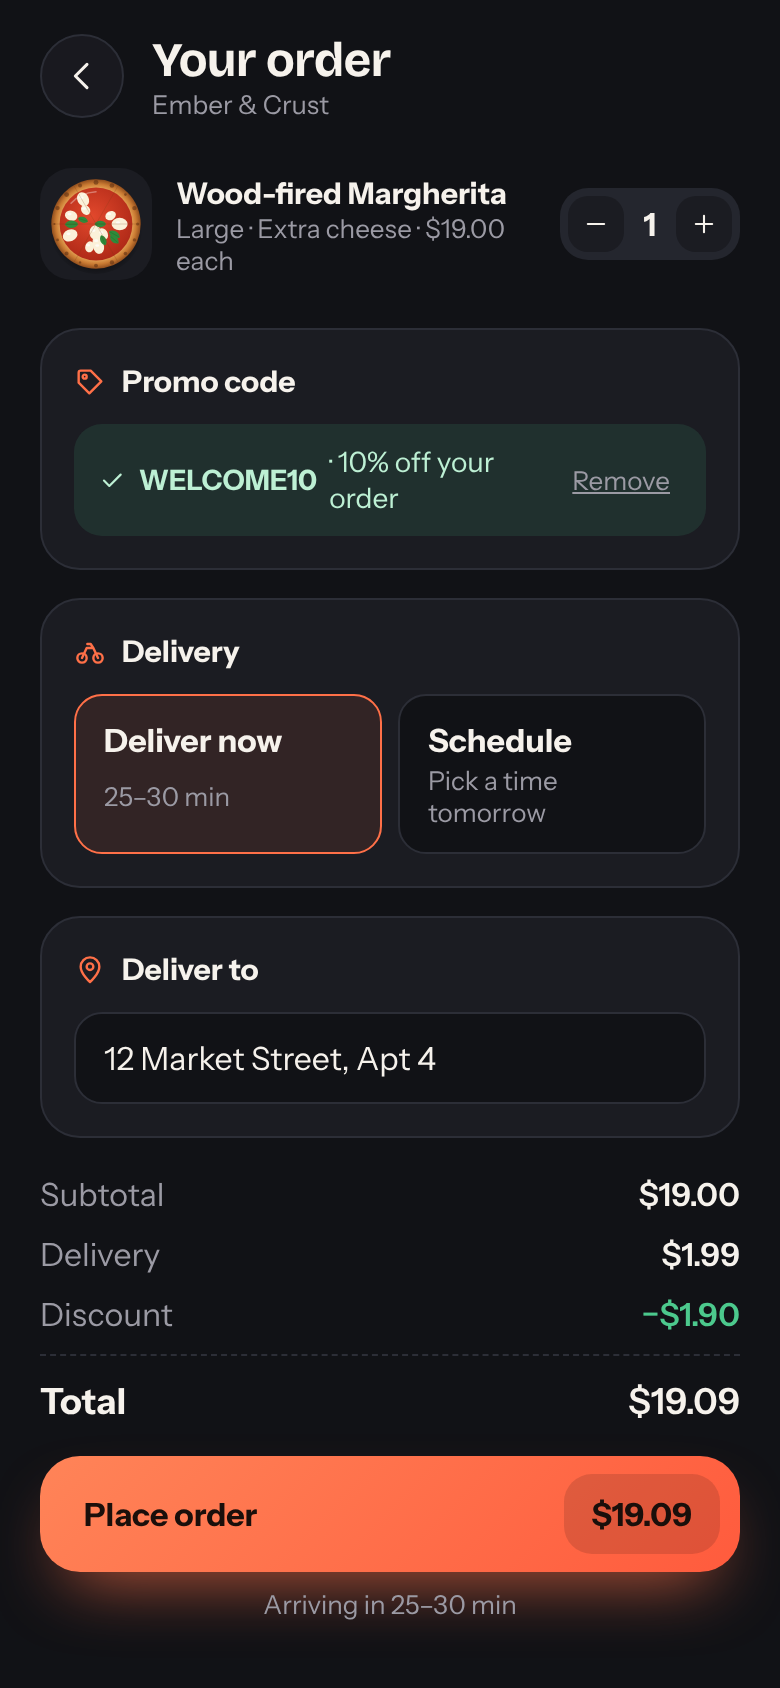 Your order
Ember & Crust
Wood-fired Margherita
Large · Extra cheese · $19.00
each
− 1 +
Promo code
WELCOME10 · 10% off your
order
Remove
Delivery
Deliver now
25–30 min
Schedule
Pick a time
tomorrow
Deliver to
12 Market Street, Apt 4
Subtotal $19.00
Delivery $1.99
Discount −$1.90
Total $19.09
Place order $19.09
Arriving in 25–30 min